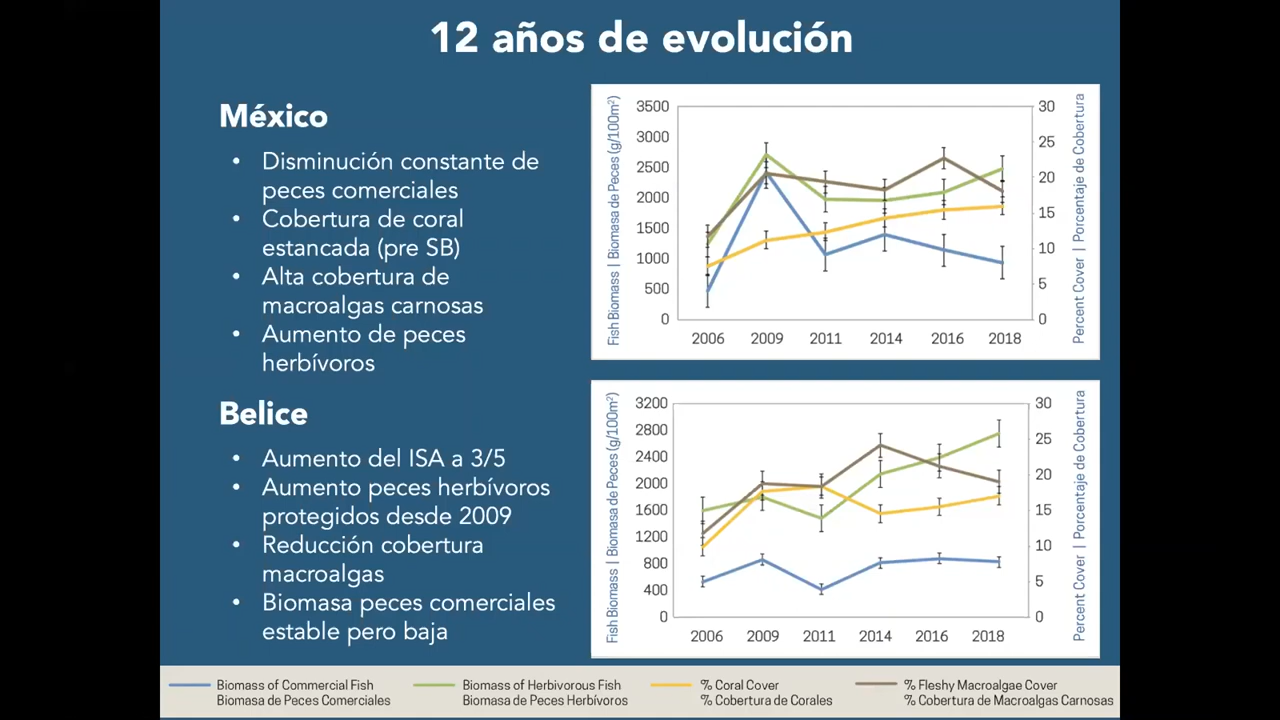 12 años de evolución
México
• Disminución constante de
peces comerciales
• Cobertura de coral
estancada (pre SB)
• Alta cobertura de
macroalgas carnosas
• Aumento de peces
herbívoros
Fish Biomass | Biomasa de Peces (g/100m²)
3500
3000
2500
2000
1500
1000
500
0
30
25
20
15
10
5
0
Percent Cover | Porcentaje de Cobertura
2006 2009 2011 2014 2016 2018
Belice
• Aumento del ISA a 3/5
• Aumento peces herbívoros
protegidos desde 2009
• Reducción cobertura
macroalgas
• Biomasa peces comerciales
estable pero baja
Fish Biomass | Biomasa de Peces (g/100m²)
3200
2800
2400
2000
1600
1200
800
400
0
30
25
20
15
10
5
0
Percent Cover | Porcentaje de Cobertura
2006 2009 2011 2014 2016 2018
Biomass of Commercial Fish
Biomasa de Peces Comerciales
Biomass of Herbivorous Fish
Biomasa de Peces Herbívoros
% Coral Cover
% Cobertura de Corales
% Fleshy Macroalgae Cover
% Cobertura de Macroalgas Carnosas